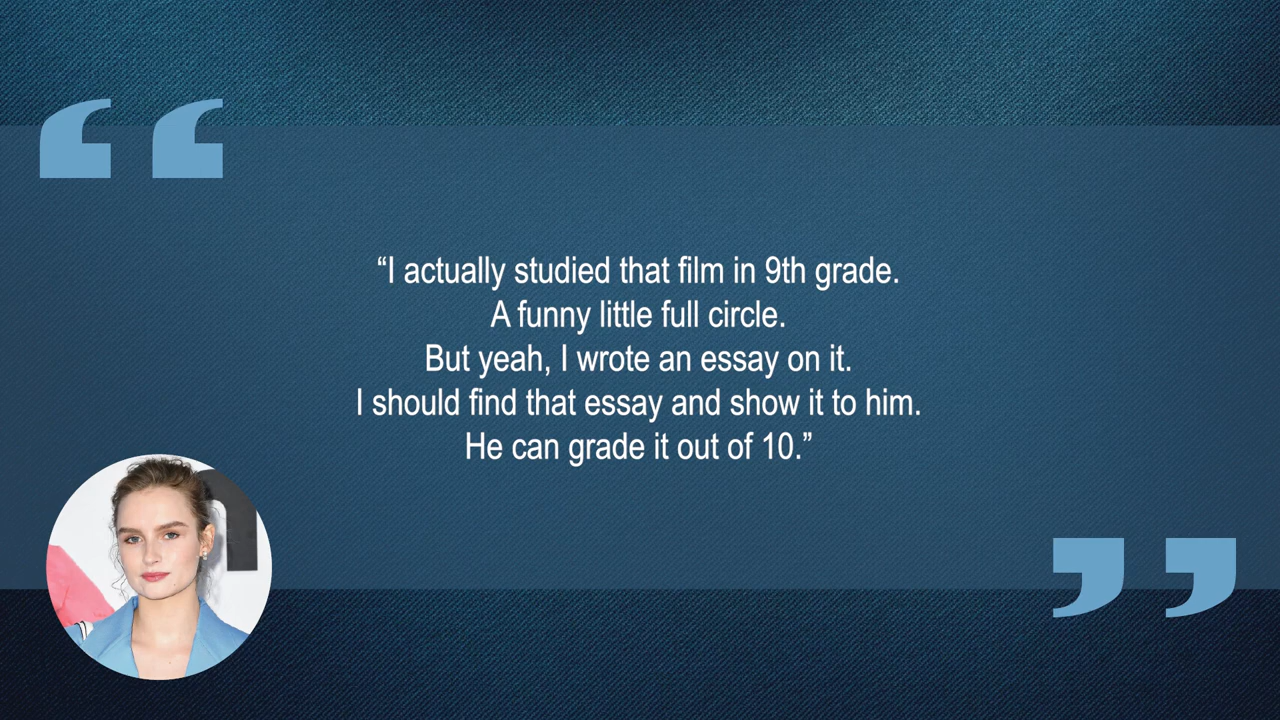 “I actually studied that film in 9th grade.
A funny little full circle.
But yeah, I wrote an essay on it.
I should find that essay and show it to him.
He can grade it out of 10.”